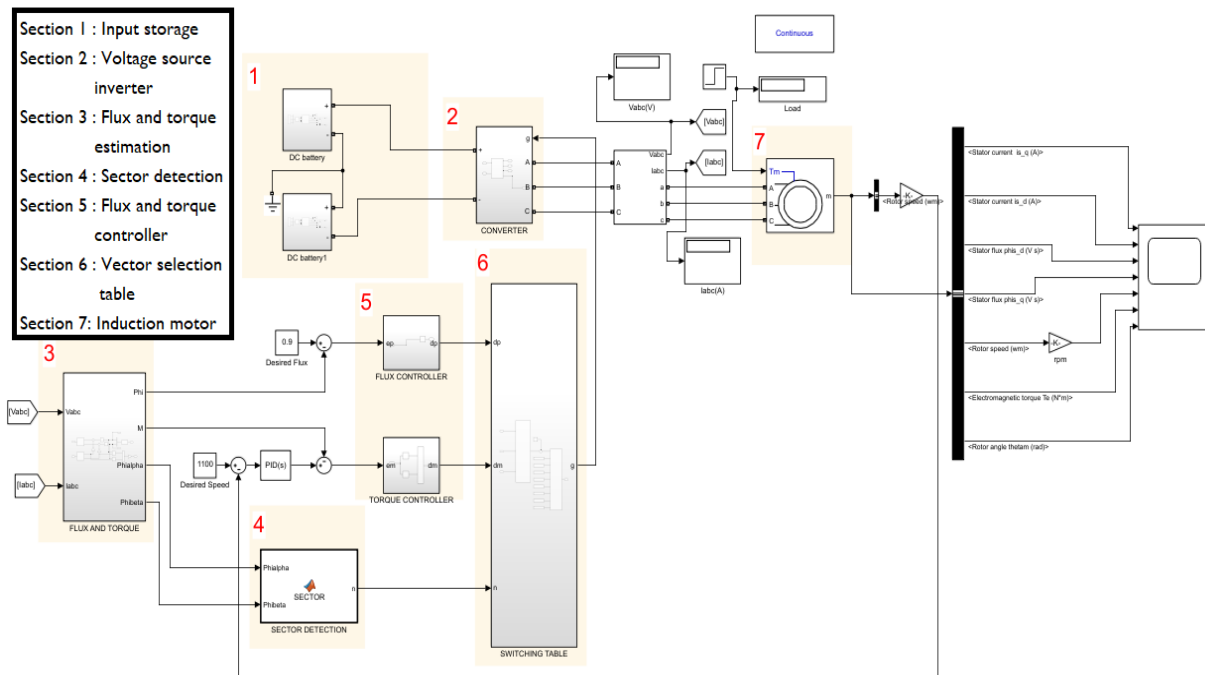 Section 1 : Input storage
Section 2 : Voltage source
inverter
Section 3 : Flux and torque
estimation
Section 4 : Sector detection
Section 5 : Flux and torque
controller
Section 6 : Vector selection
table
Section 7: Induction motor
Continuous
1
+
-
DC battery
+
-
DC battery1
2
g
+
A
B
-
C
CONVERTER
Vabc(V)
Load
[Vabc]
[Iabc]
Vabc
Iabc
A
a
B
b
C
c
Iabc(A)
7
Tm
A
B
C
m
<Rotor speed (wm)>
-K-
<Stator current is_q (A)>
<Stator current is_d (A)>
<Stator flux phis_d (V s)>
<Stator flux phis_q (V s)>
<Rotor speed (wm)>
-K-
rpm
<Electromagnetic torque Te (N*m)>
<Rotor angle thetam (rad)>
3
[Vabc]
[Iabc]
Vabc
Iabc
Phi
M
Phialpha
Phibeta
FLUX AND TORQUE
0.9
Desired Flux
1100
Desired Speed
PID(s)
5
ep
dp
FLUX CONTROLLER
em
dm
TORQUE CONTROLLER
4
Phialpha
Phibeta
SECTOR
n
SECTOR DETECTION
6
dp
dm
n
g
SWITCHING TABLE